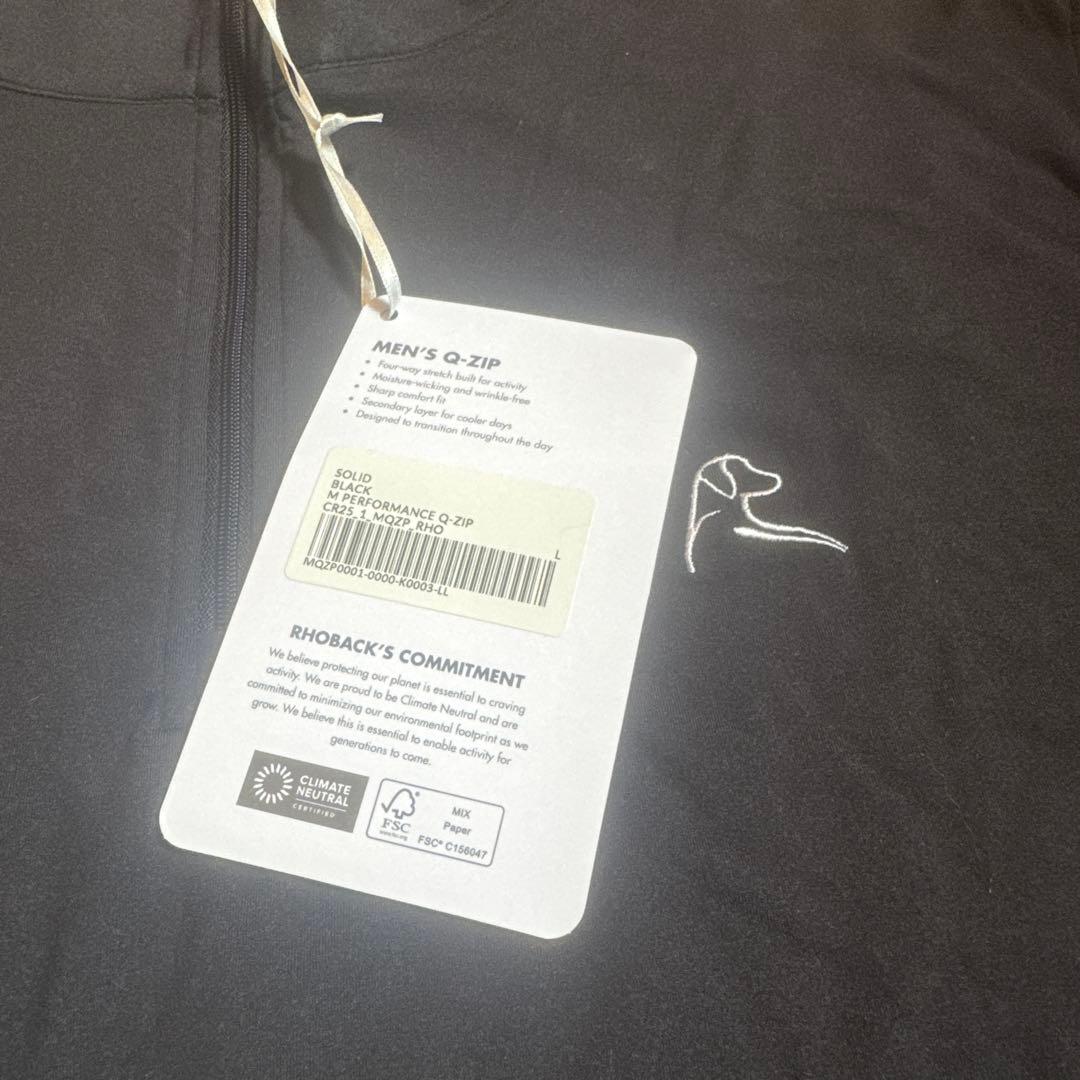 MEN'S Q-ZIP
• Four-way stretch built for activity
• Moisture-wicking and wrinkle-free
• Sharp comfort fit
• Secondary layer for cooler days
• Designed to transition throughout the day
SOLID
BLACK
M PERFORMANCE Q-ZIP
CR25_1_MQZP_RHO
L
MQZP0001-0000-K0003-LL
RHOBACK'S COMMITMENT
We believe protecting our planet is essential to craving
activity. We are proud to be Climate Neutral and are
committed to minimizing our environmental footprint as we
grow. We believe this is essential to enable activity for
generations to come.
CLIMATE
NEUTRAL
CERTIFIED
FSC
www.fsc.org
MIX
Paper
FSC® C156047